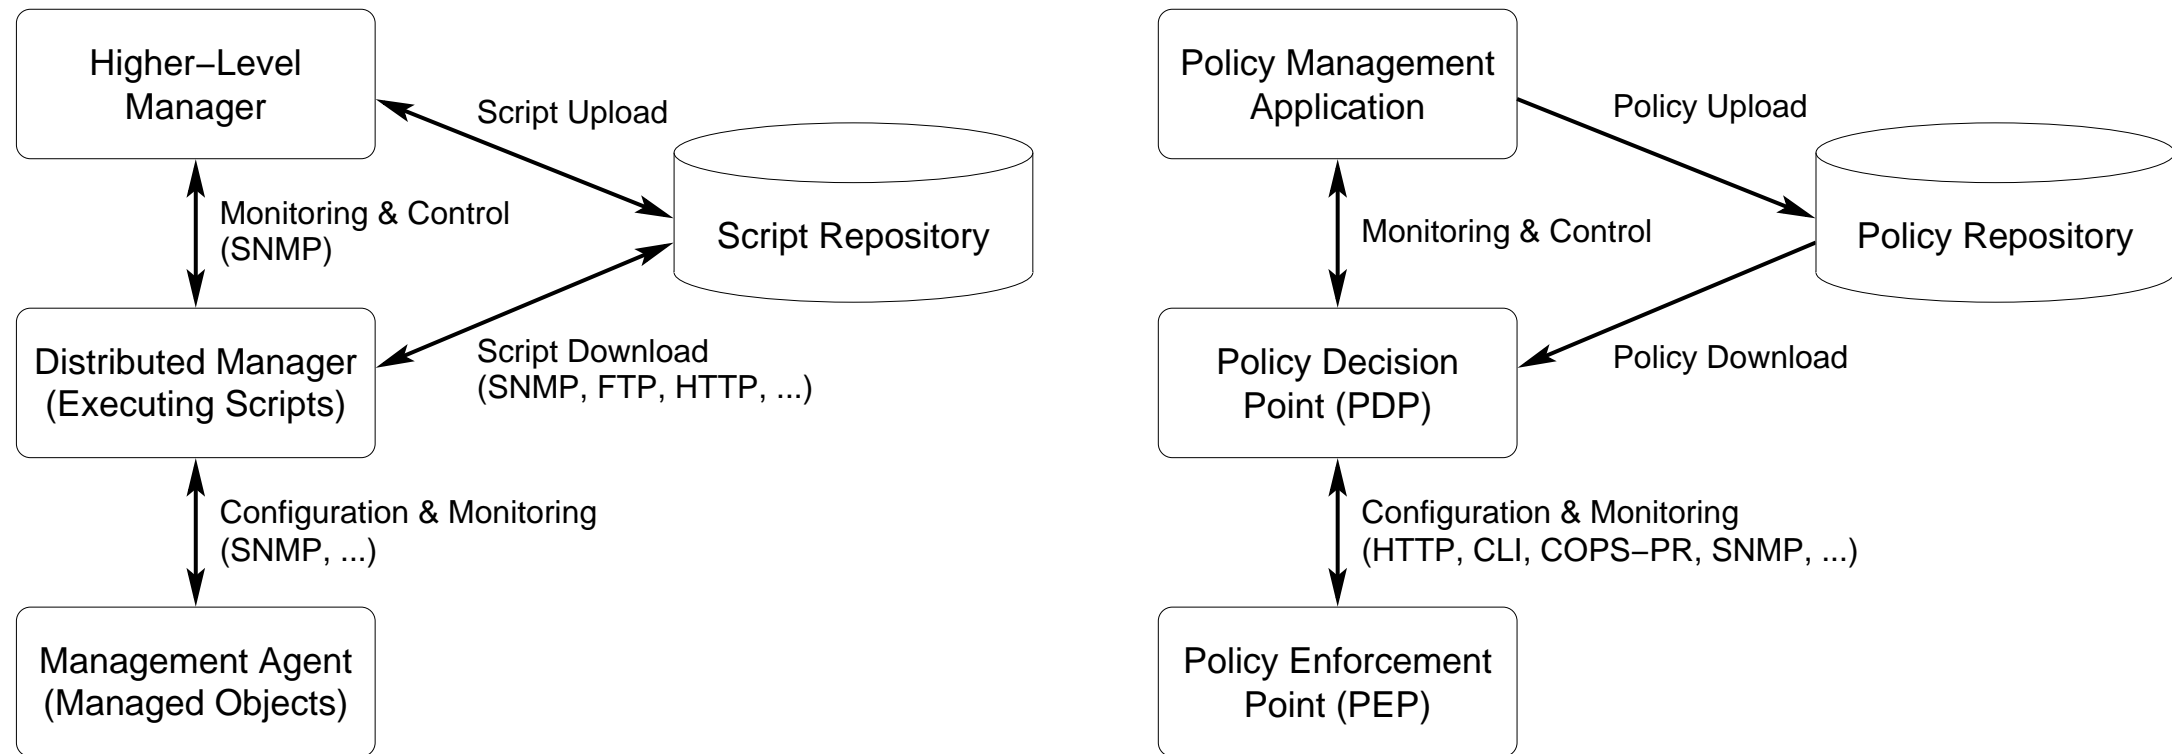 Higher−Level
Manager
Script Upload
Monitoring & Control
(SNMP)
Script Repository
Distributed Manager
(Executing Scripts)
Script Download
(SNMP, FTP, HTTP, ...)
Configuration & Monitoring
(SNMP, ...)
Management Agent
(Managed Objects)
Policy Management
Application
Policy Upload
Monitoring & Control
Policy Repository
Policy Decision
Point (PDP)
Policy Download
Configuration & Monitoring
(HTTP, CLI, COPS−PR, SNMP, ...)
Policy Enforcement
Point (PEP)